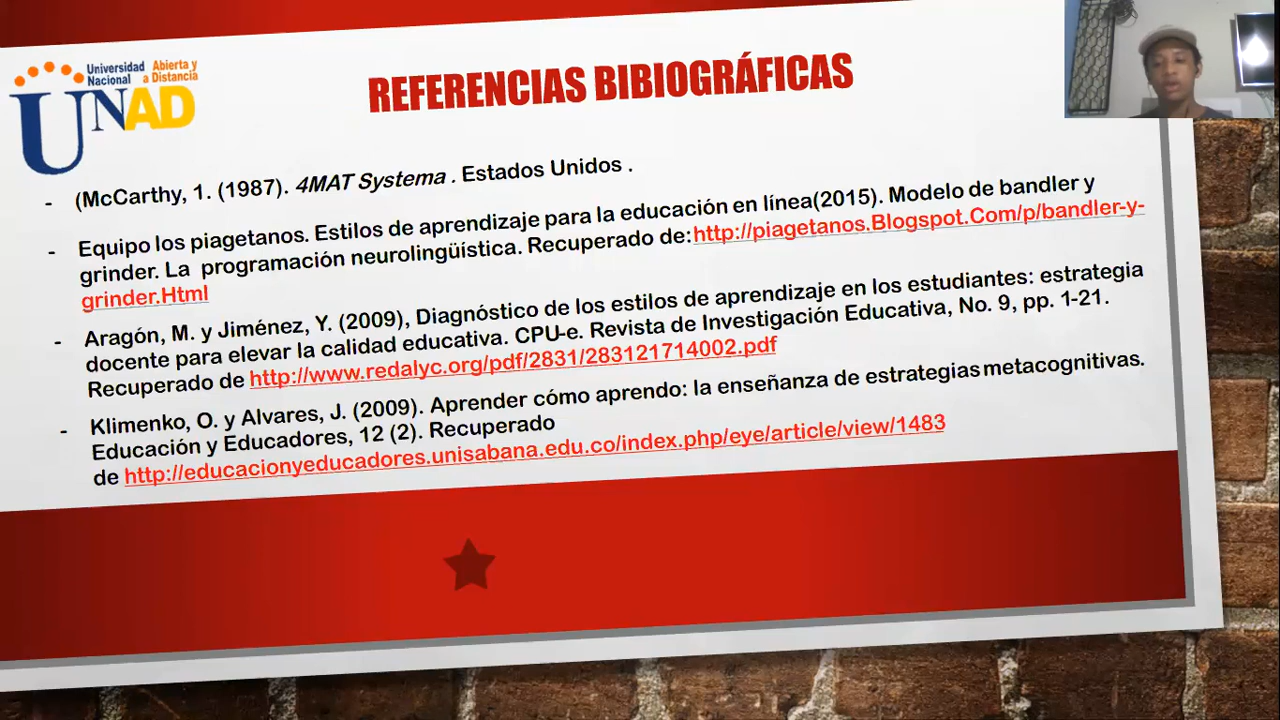 Universidad Abierta y
Nacional a Distancia
UNAD
REFERENCIAS BIBIOGRÁFICAS
- (McCarthy, 1. (1987). 4MAT Systema . Estados Unidos .
- Equipo los piagetanos. Estilos de aprendizaje para la educación en línea(2015). Modelo de bandler y
grinder. La programación neurolingüística. Recuperado de:http://piagetanos.Blogspot.Com/p/bandler-y-
grinder.Html
- Aragón, M. y Jiménez, Y. (2009), Diagnóstico de los estilos de aprendizaje en los estudiantes: estrategia
docente para elevar la calidad educativa. CPU-e. Revista de Investigación Educativa, No. 9, pp. 1-21.
Recuperado de http://www.redalyc.org/pdf/2831/283121714002.pdf
- Klimenko, O. y Alvares, J. (2009). Aprender cómo aprendo: la enseñanza de estrategias metacognitivas.
Educación y Educadores, 12 (2). Recuperado
de http://educacionyeducadores.unisabana.edu.co/index.php/eye/article/view/1483